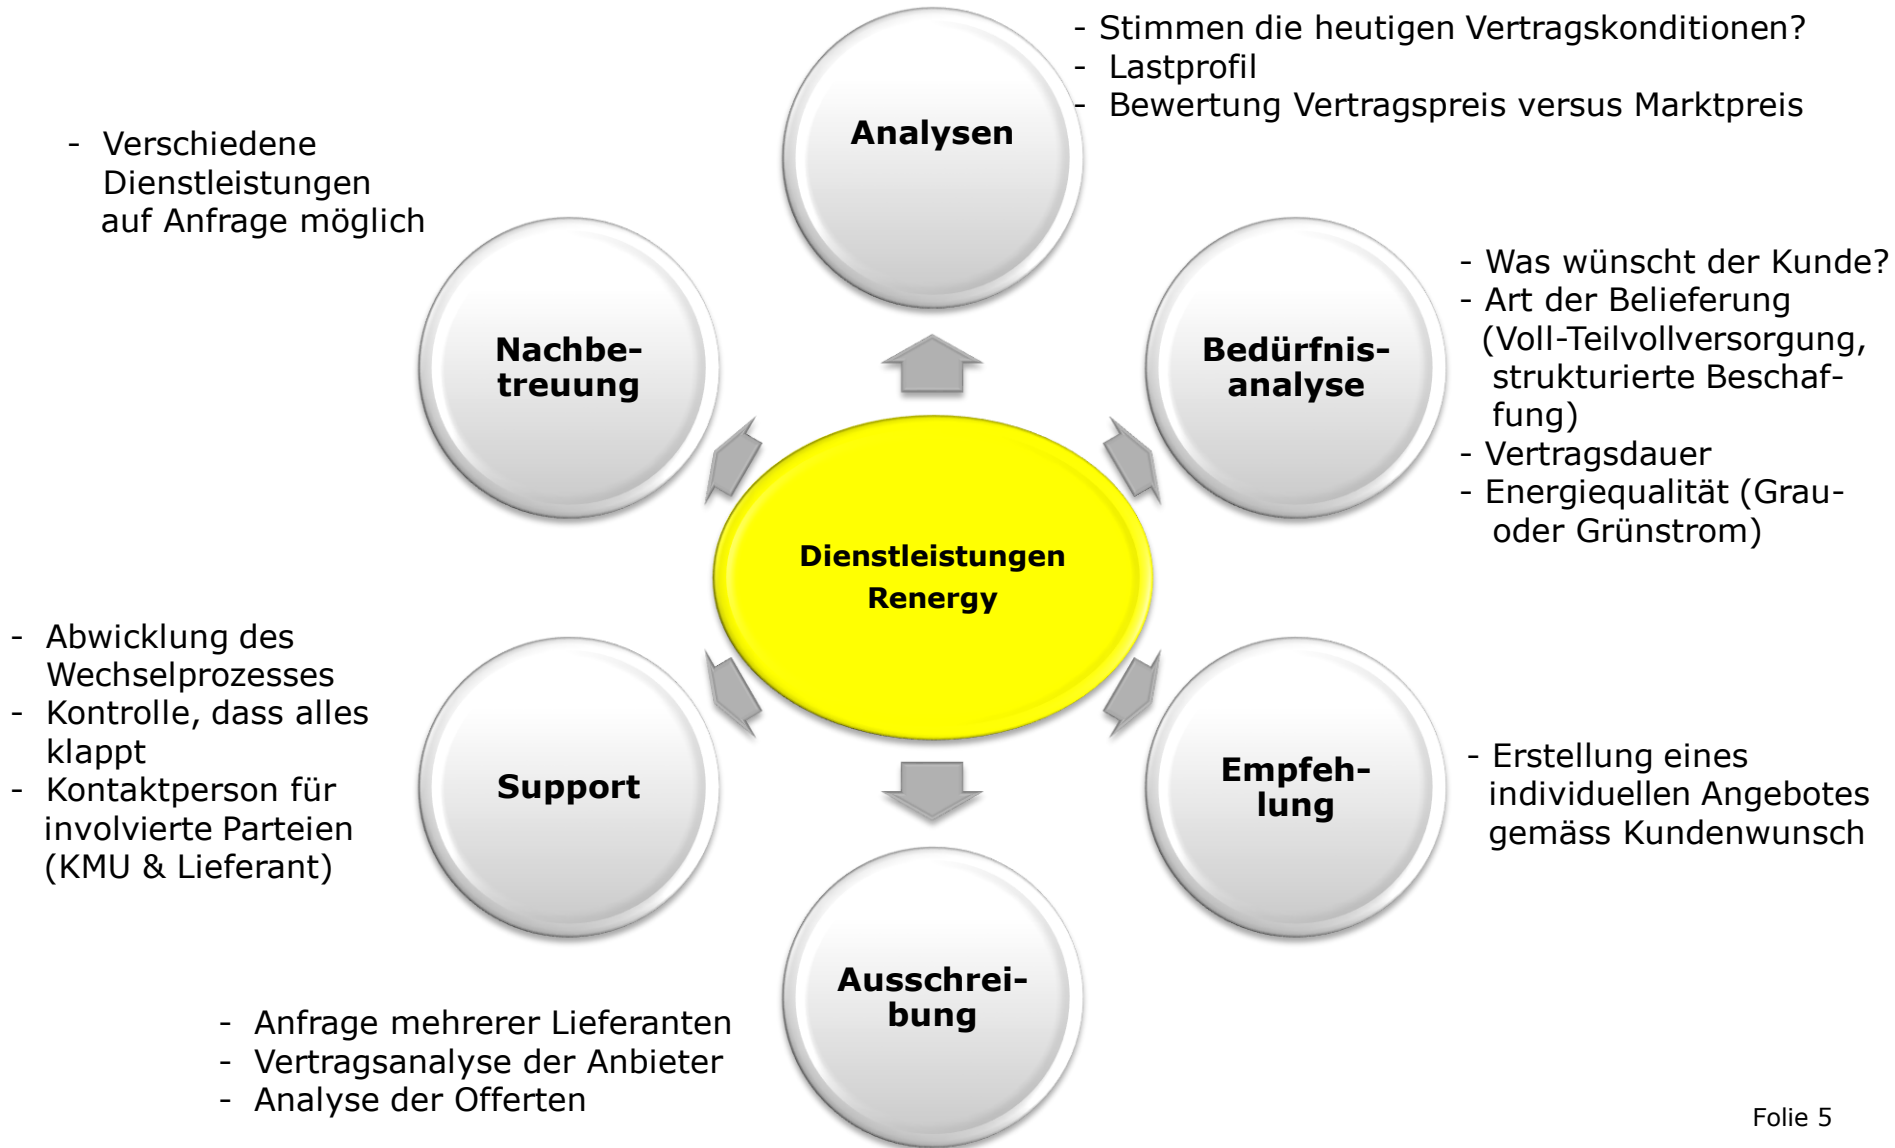 - Stimmen die heutigen Vertragskonditionen?
- Lastprofil
- Bewertung Vertragspreis versus Marktpreis
Analysen
- Verschiedene
Dienstleistungen
auf Anfrage möglich
Nachbe-
treuung
Bedürfnis-
analyse
- Was wünscht der Kunde?
- Art der Belieferung
(Voll-Teilvollversorgung,
strukturierte Beschaf-
fung)
- Vertragsdauer
- Energiequalität (Grau-
oder Grünstrom)
Dienstleistungen
Renergy
- Abwicklung des
Wechselprozesses
- Kontrolle, dass alles
klappt
- Kontaktperson für
involvierte Parteien
(KMU & Lieferant)
Support
Empfeh-
lung
- Erstellung eines
individuellen Angebotes
gemäss Kundenwunsch
Ausschrei-
bung
- Anfrage mehrerer Lieferanten
- Vertragsanalyse der Anbieter
- Analyse der Offerten
Folie 5